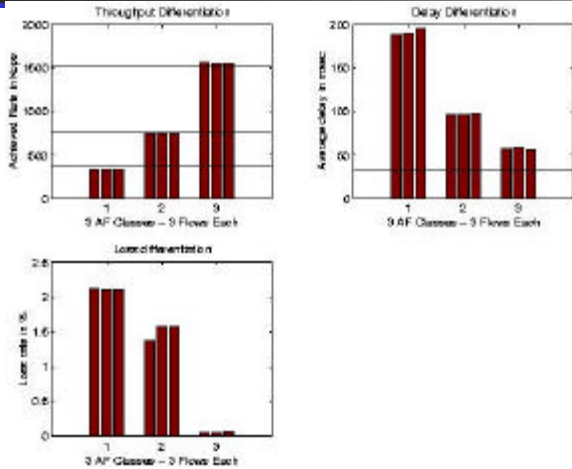 Throughput Differentiation
2000
1500
1000
500
0
Achieved Rate in Kbps
1 2 3
3 AF Classes – 3 Flows Each
Delay Differentiation
200
150
100
50
0
Average delay in msec
1 2 3
3 AF Classes – 3 Flows Each
Loss differentiation
2.5
2
1.5
1
0.5
0
Loss rate in %
1 2 3
3 AF Classes – 3 Flows Each